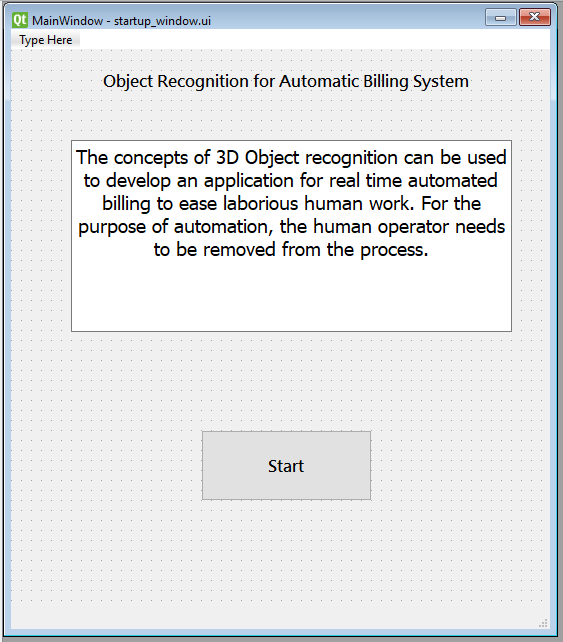 Qt MainWindow - startup_window.ui
Type Here
Object Recognition for Automatic Billing System
The concepts of 3D Object recognition can be used
to develop an application for real time automated
billing to ease laborious human work. For the
purpose of automation, the human operator needs
to be removed from the process.
Start